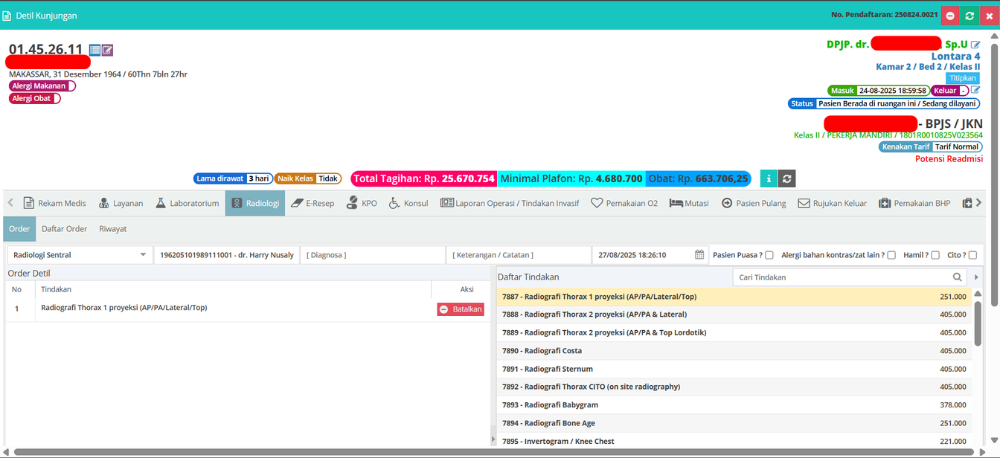 Detil Kunjungan
No. Pendaftaran: 250824.0021
01.45.26.11
MAKASSAR, 31 Desember 1964 / 60Thn 7bln 27hr
Alergi Makanan
Alergi Obat
DPJP. dr. Sp.U
Lontara 4
Kamar 2 / Bed 2 / Kelas II
Titipkan
Masuk 24-08-2025 18:59:58 Keluar -
Status Pasien Berada di ruangan ini / Sedang dilayani
- BPJS / JKN
Kelas II / PEKERJA MANDIRI / 1801R0010825V023564
Kenakan Tarif Tarif Normal
Potensi Readmisi
Lama dirawat 3 hari Naik Kelas Tidak Total Tagihan: Rp. 25.670.754 Minimal Plafon: Rp. 4.680.700 Obat: Rp. 663.706,25
Rekam Medis Layanan Laboratorium Radiologi E-Resep KPO Konsul Laporan Operasi / Tindakan Invasif Pemakaian O2 Mutasi Pasien Pulang Rujukan Keluar Pemakaian BHP
Order Daftar Order Riwayat
Radiologi Sentral 196205101989111001 - dr. Harry Nusaly [ Diagnosa ] [ Keterangan / Catatan ] 27/08/2025 18:26:10 Pasien Puasa ? Alergi bahan kontras/zat lain ? Hamil ? Cito ?
Order Detil
No Tindakan Aksi
1 Radiografi Thorax 1 proyeksi (AP/PA/Lateral/Top) Batalkan
Daftar Tindakan Cari Tindakan
7887 - Radiografi Thorax 1 proyeksi (AP/PA/Lateral/Top) 251.000
7888 - Radiografi Thorax 2 proyeksi (AP/PA & Lateral) 405.000
7889 - Radiografi Thorax 2 proyeksi (AP/PA & Top Lordotik) 405.000
7890 - Radiografi Costa 405.000
7891 - Radiografi Sternum 405.000
7892 - Radiografi Thorax CITO (on site radiography) 405.000
7893 - Radiografi Babygram 378.000
7894 - Radiografi Bone Age 251.000
7895 - Invertogram / Knee Chest 221.000